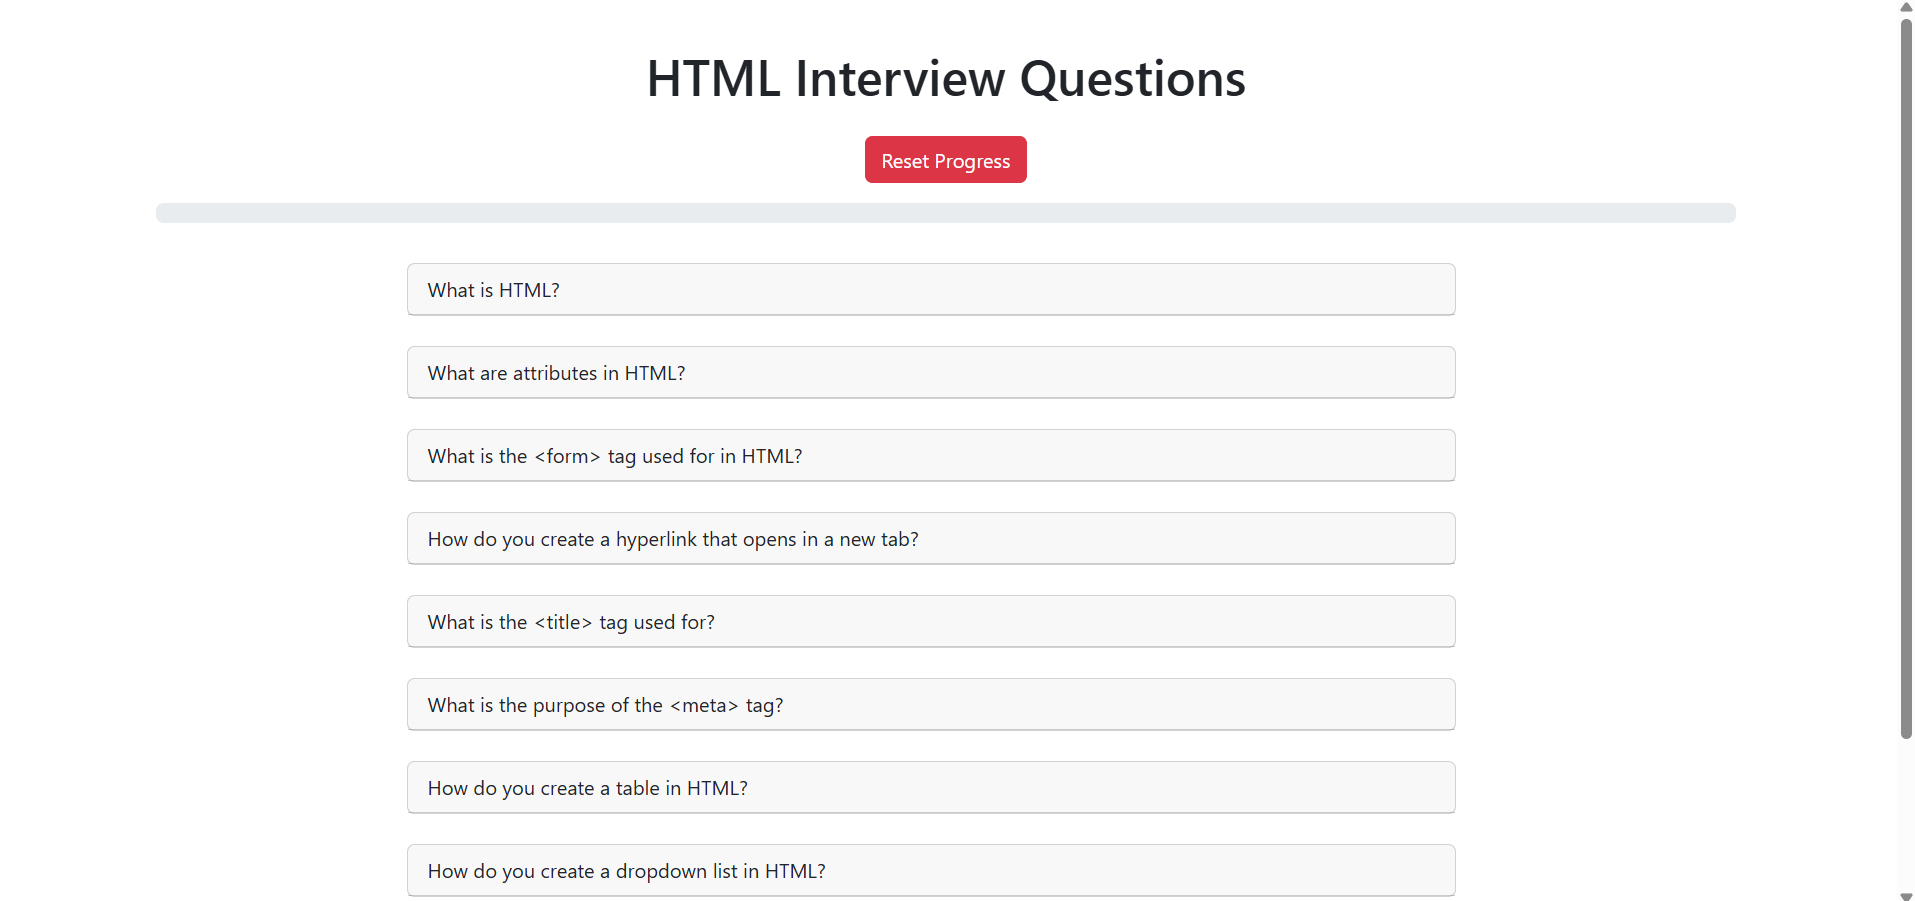 HTML Interview Questions
Reset Progress
What is HTML?
What are attributes in HTML?
What is the <form> tag used for in HTML?
How do you create a hyperlink that opens in a new tab?
What is the <title> tag used for?
What is the purpose of the <meta> tag?
How do you create a table in HTML?
How do you create a dropdown list in HTML?